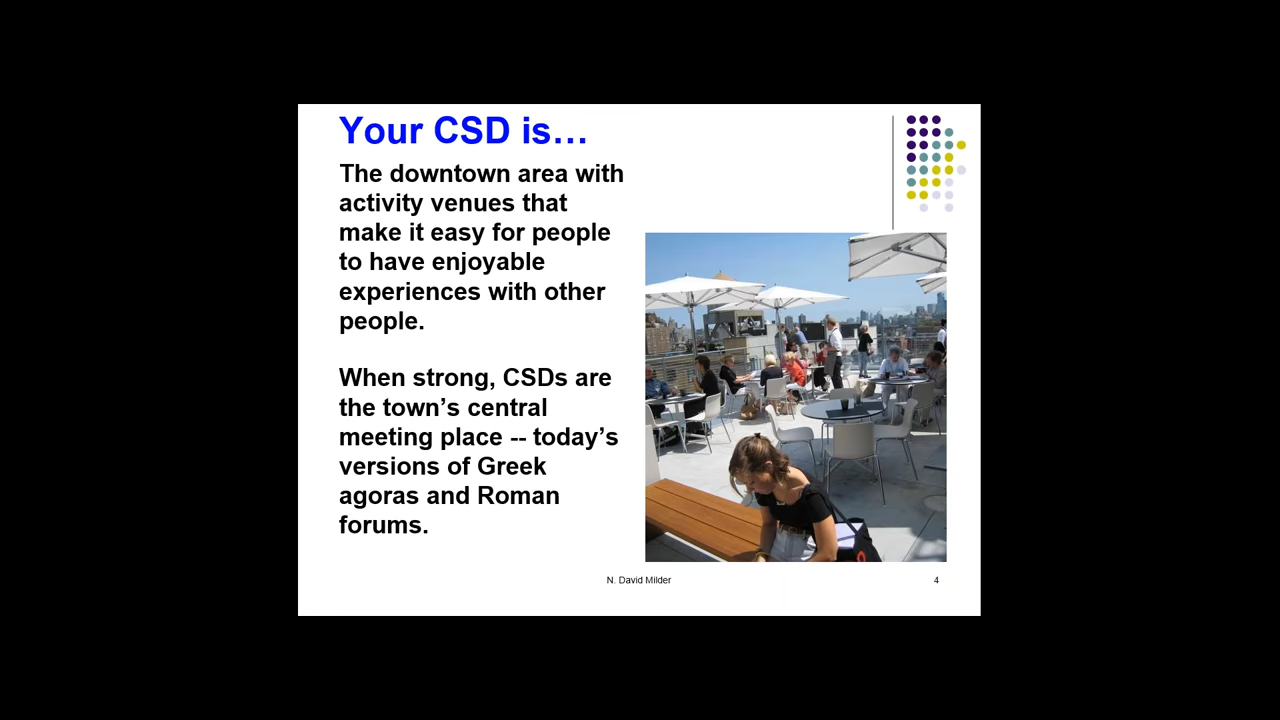 Your CSD is…
The downtown area with
activity venues that
make it easy for people
to have enjoyable
experiences with other
people.
When strong, CSDs are
the town’s central
meeting place -- today’s
versions of Greek
agoras and Roman
forums.
N. David Milder
4